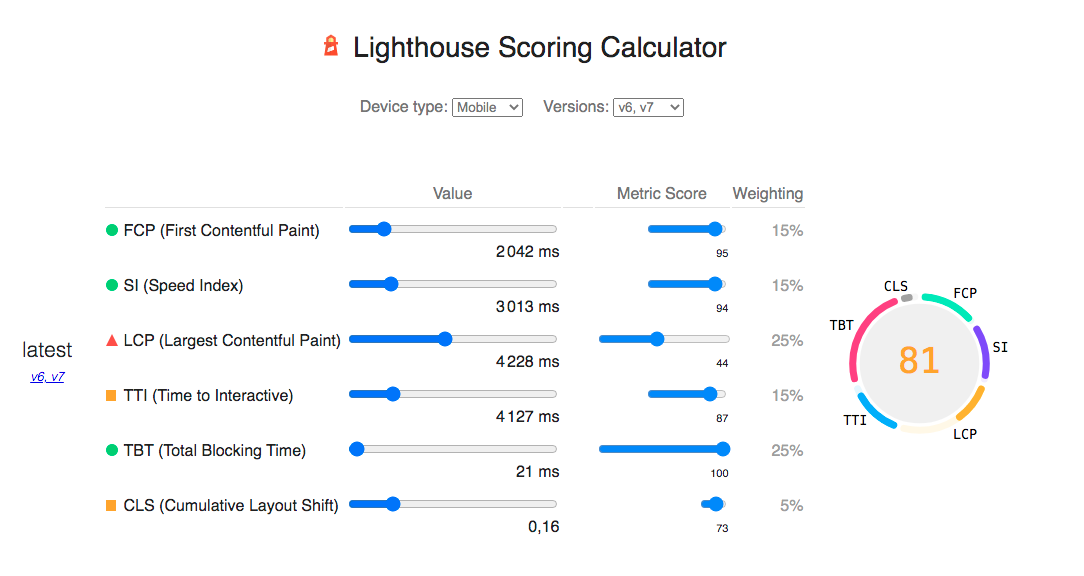 Lighthouse Scoring Calculator
Device type: Mobile Versions: v6, v7
Value Metric Score Weighting
FCP (First Contentful Paint) 15%
2 042 ms 95
SI (Speed Index) 15%
3 013 ms 94
latest
v6, v7
LCP (Largest Contentful Paint) 25%
4 228 ms 44
TTI (Time to Interactive) 15%
4 127 ms 87
TBT (Total Blocking Time) 25%
21 ms 100
CLS (Cumulative Layout Shift) 5%
0,16 73
CLS
FCP
TBT
SI
81
TTI
LCP